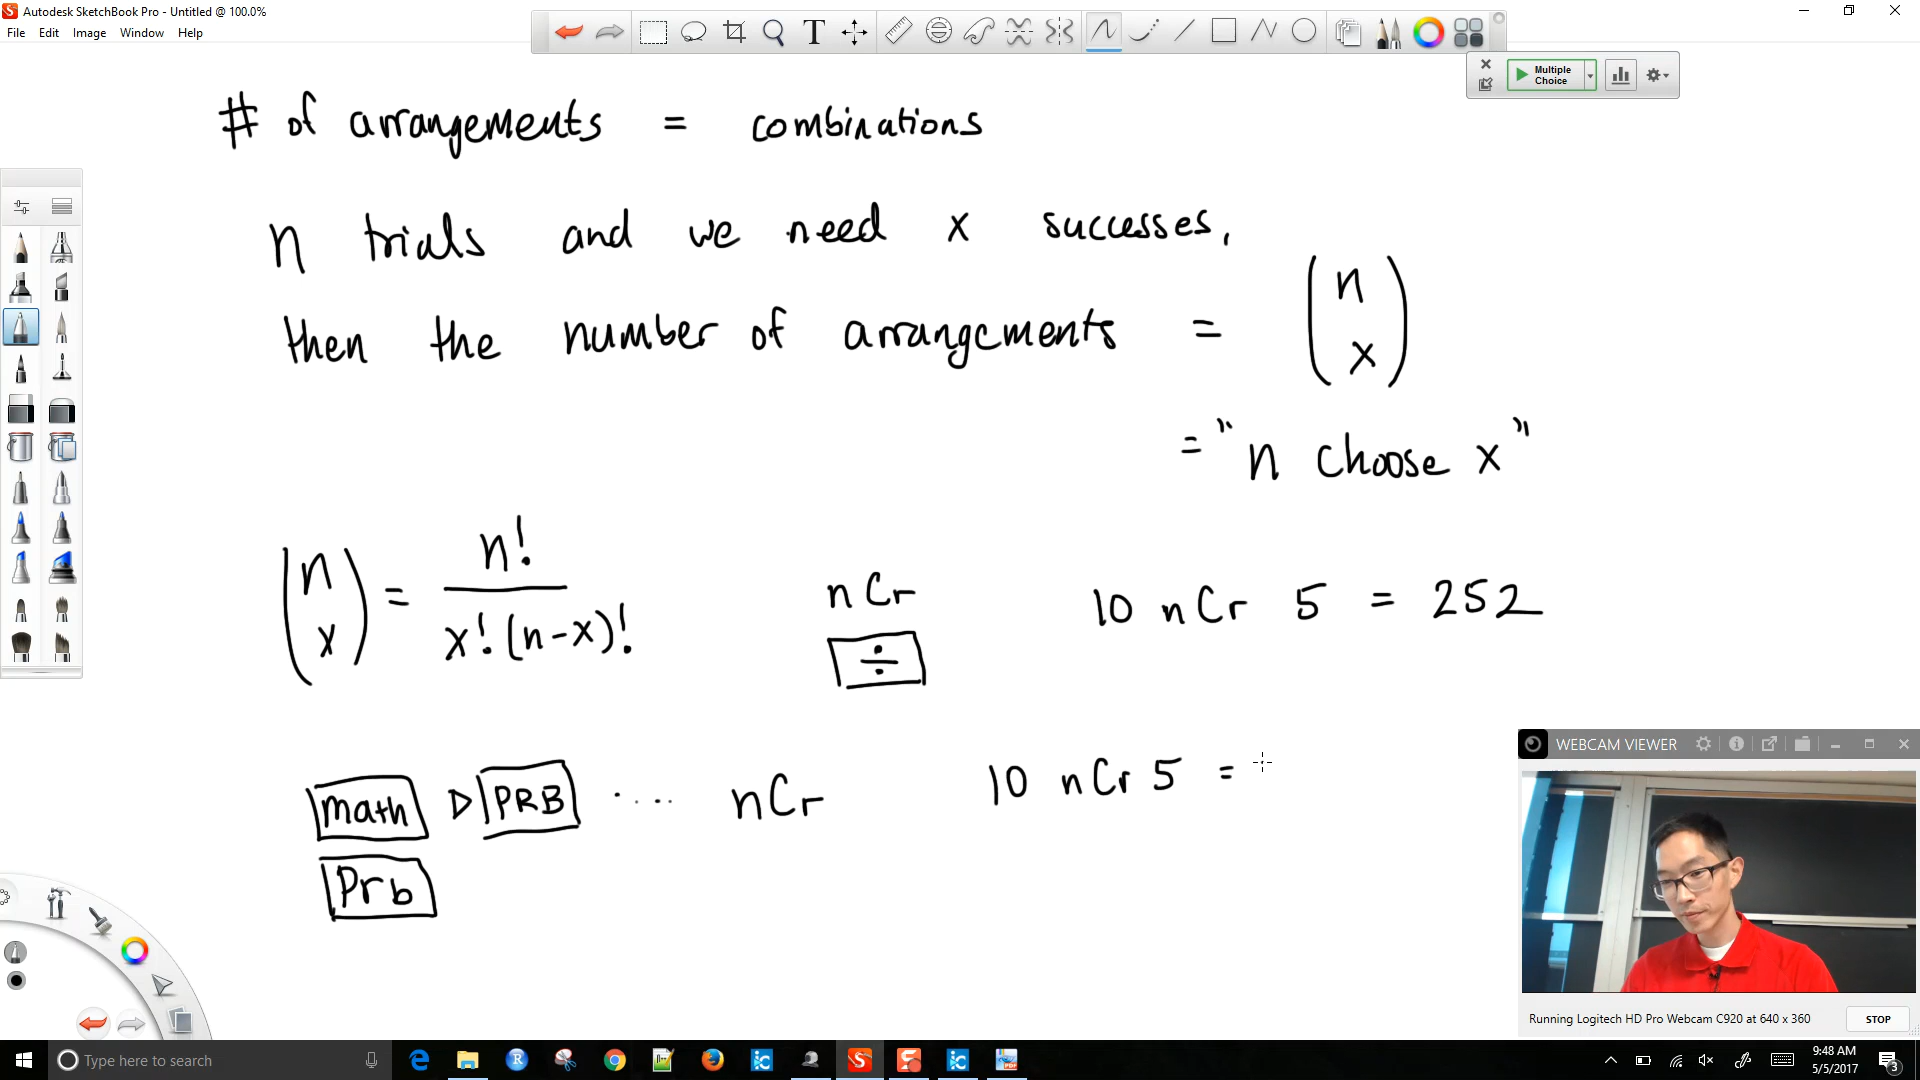 Autodesk SketchBook Pro - Untitled @ 100.0%
File Edit Image Window Help
T
Multiple
Choice
# of arrangements = combinations
n trials and we need x successes,
then the number of arrangements = (n x)
= "n choose x"
(n x) = n! / x! (n-x)!
nCr
÷
10 nCr 5 = 252
math ▷ PRB .... nCr
Prb
10 nCr 5 =
WEBCAM VIEWER
Running Logitech HD Pro Webcam C920 at 640 x 360
STOP
Type here to search
9:48 AM
5/5/2017
3